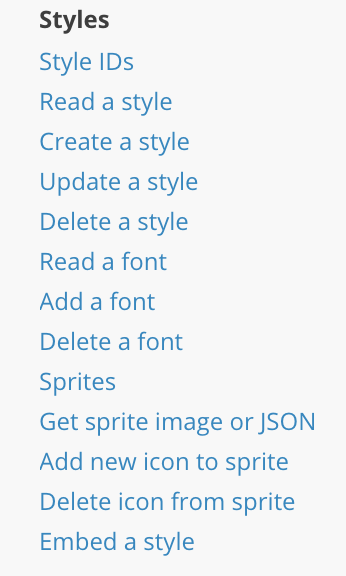 Styles
Style IDs
Read a style
Create a style
Update a style
Delete a style
Read a font
Add a font
Delete a font
Sprites
Get sprite image or JSON
Add new icon to sprite
Delete icon from sprite
Embed a style